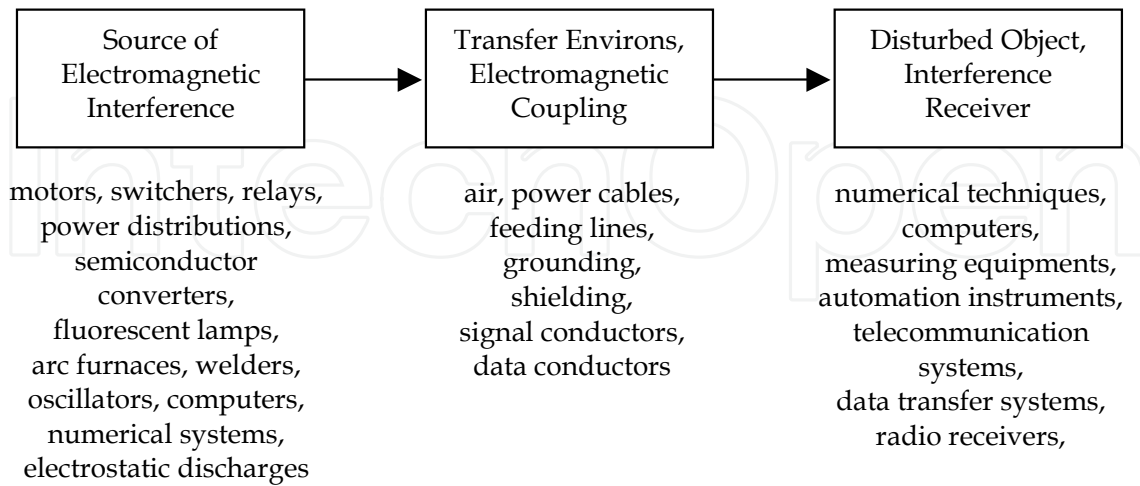 Source of
Electromagnetic
Interference
motors, switchers, relays,
power distributions,
semiconductor
converters,
fluorescent lamps,
arc furnaces, welders,
oscillators, computers,
numerical systems,
electrostatic discharges
Transfer Environs,
Electromagnetic
Coupling
air, power cables,
feeding lines,
grounding,
shielding,
signal conductors,
data conductors
Disturbed Object,
Interference
Receiver
numerical techniques,
computers,
measuring equipments,
automation instruments,
telecommunication
systems,
data transfer systems,
radio receivers,
IntechOpen